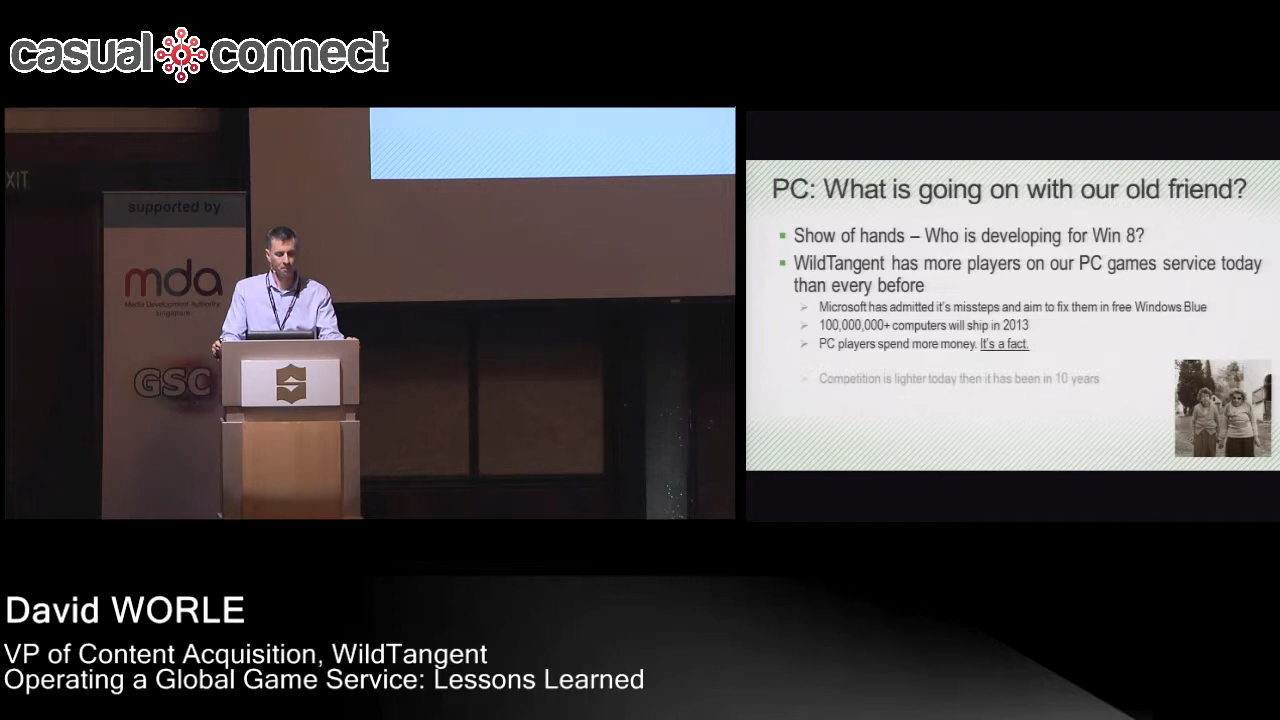 casual connect
XIT
supported by
mda
Media Development Authority
Singapore
GSC
PC: What is going on with our old friend?
Show of hands – Who is developing for Win 8?
WildTangent has more players on our PC games service today
than every before
Microsoft has admitted it's missteps and aim to fix them in free Windows Blue
100,000,000+ computers will ship in 2013
PC players spend more money. It's a fact.
Competition is lighter today then it has been in 10 years
David WORLE
VP of Content Acquisition, WildTangent
Operating a Global Game Service: Lessons Learned